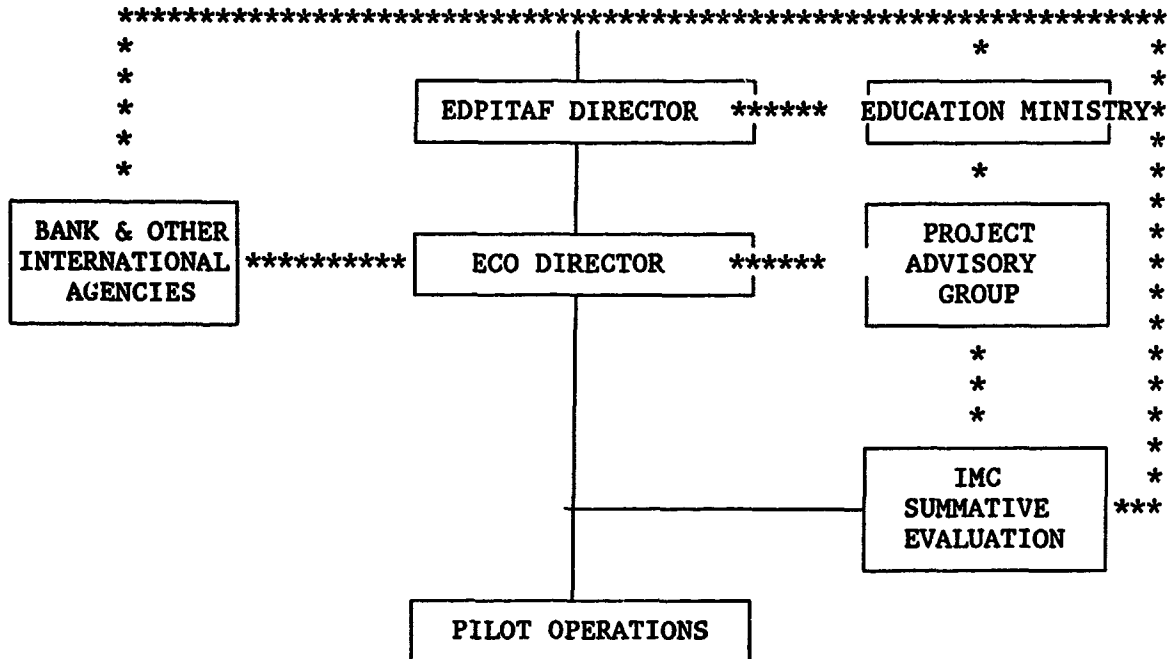 EDPITAF DIRECTOR
EDUCATION MINISTRY
BANK & OTHER
INTERNATIONAL
AGENCIES
ECO DIRECTOR
PROJECT
ADVISORY
GROUP
IMC
SUMMATIVE
EVALUATION
PILOT OPERATIONS